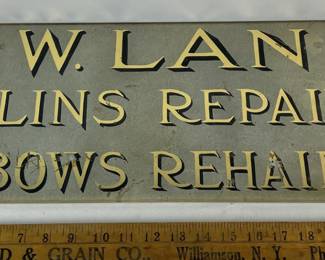 W. LAN
LINS REPAI
BOWS REHAI
7 8 9 10 11 12 13 14 15 16 17 18
D & GRAIN CO., Williamson, N. Y. Ph